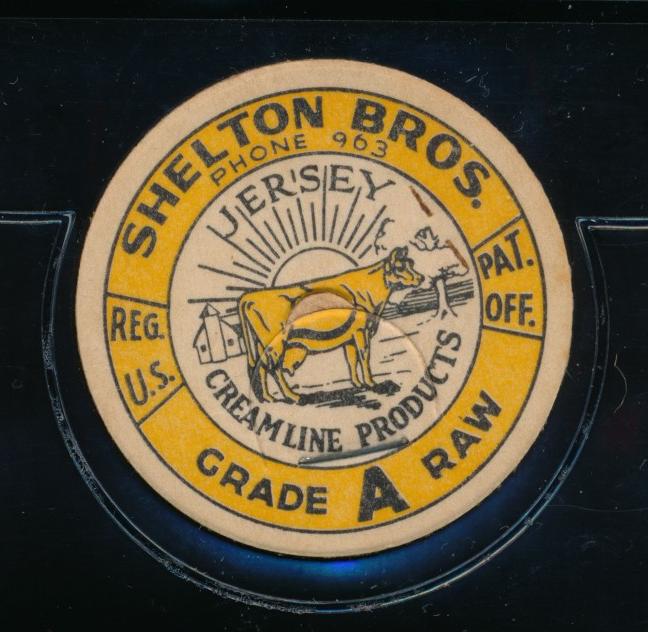 SHELTON BROS.
PHONE 963
JERSEY
REG.
U.S.
PAT.
OFF.
CREAMLINE PRODUCTS
GRADE A RAW